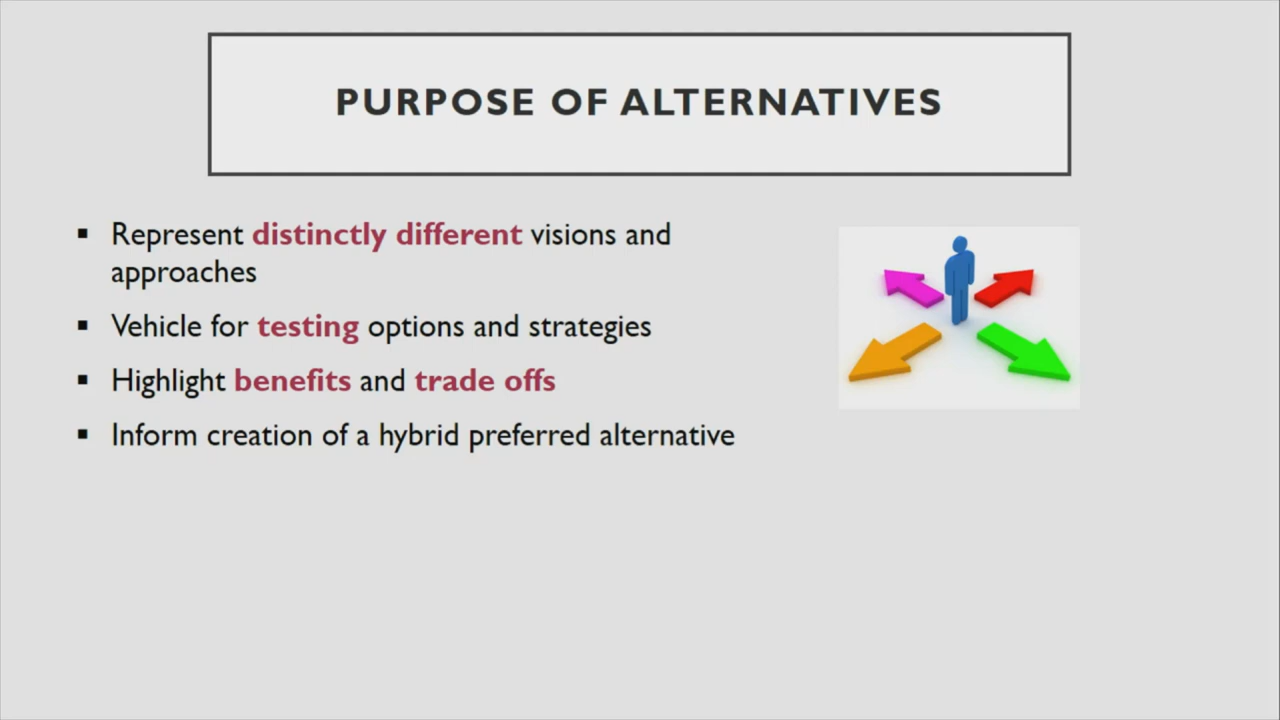 PURPOSE OF ALTERNATIVES
▪ Represent distinctly different visions and
approaches
▪ Vehicle for testing options and strategies
▪ Highlight benefits and trade offs
▪ Inform creation of a hybrid preferred alternative